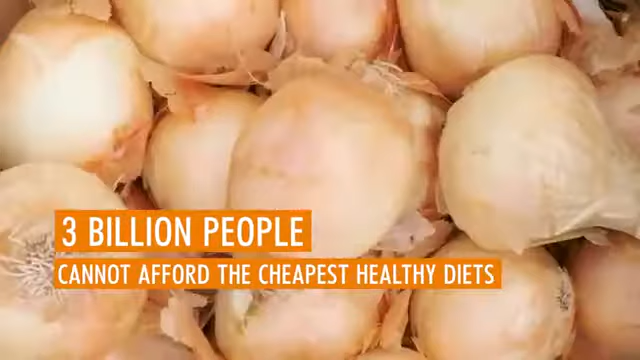 3 BILLION PEOPLE
CANNOT AFFORD THE CHEAPEST HEALTHY DIETS